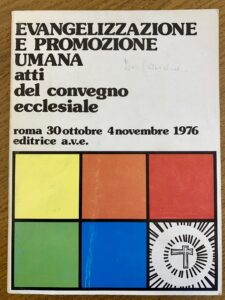 EVANGELIZZAZIONE
E PROMOZIONE
UMANA
atti
del convegno
ecclesiale
roma 30 ottobre 4 novembre 1976
editrice a.v.e.